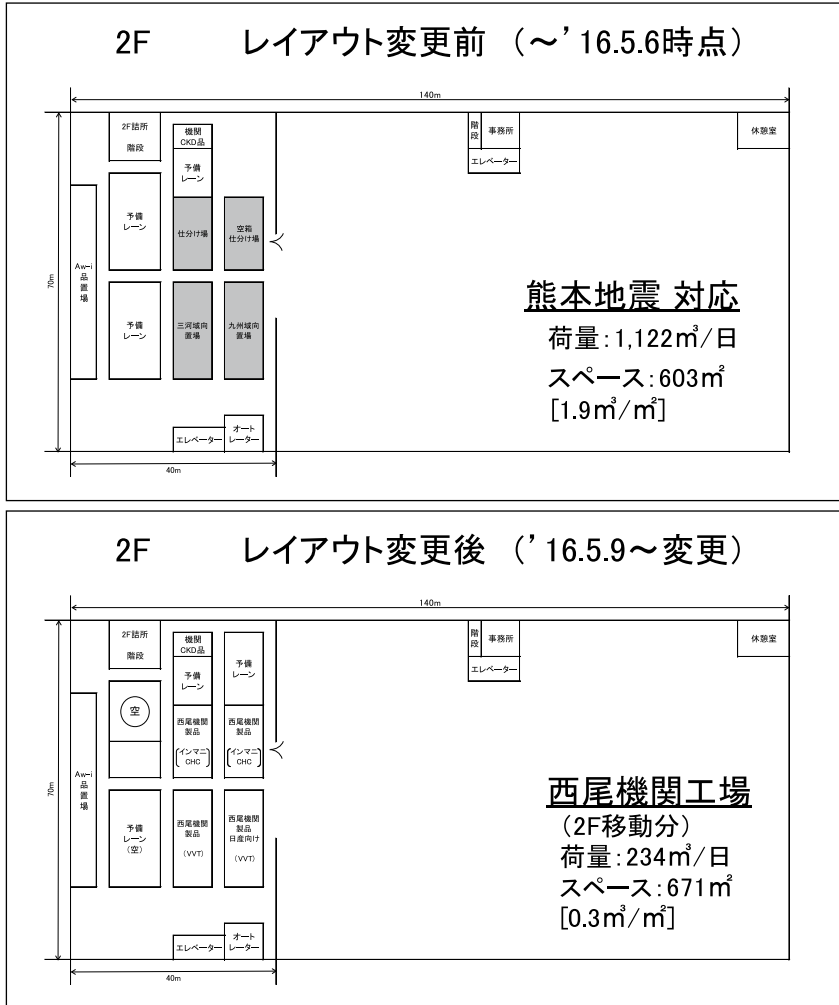 2F レイアウト変更前 (～'16.5.6時点)
140m
2F詰所
階段
機関
CKD品
予備
レーン
階段
事務所
エレベーター
休憩室
予備
レーン
仕分け場
空箱
仕分け場
Aw-i
品
置
場
70m
予備
レーン
三河域向
置場
九州域向
置場
エレベーター
オート
レーター
40m
熊本地震 対応
荷量:1,122㎥/日
スペース:603㎡
[1.9㎥/㎡]
2F レイアウト変更後 ('16.5.9～変更)
140m
2F詰所
階段
機関
CKD品
予備
レーン
予備
レーン
階段
事務所
エレベーター
休憩室
空
西尾機関
製品
(インマニ
CHC)
西尾機関
製品
(インマニ
CHC)
Aw-i
品
置
場
70m
予備
レーン
(空)
西尾機関
製品
(VVT)
西尾機関
製品
日産向け
(VVT)
エレベーター
オート
レーター
40m
西尾機関工場
(2F移動分)
荷量:234㎥/日
スペース:671㎡
[0.3㎥/㎡]